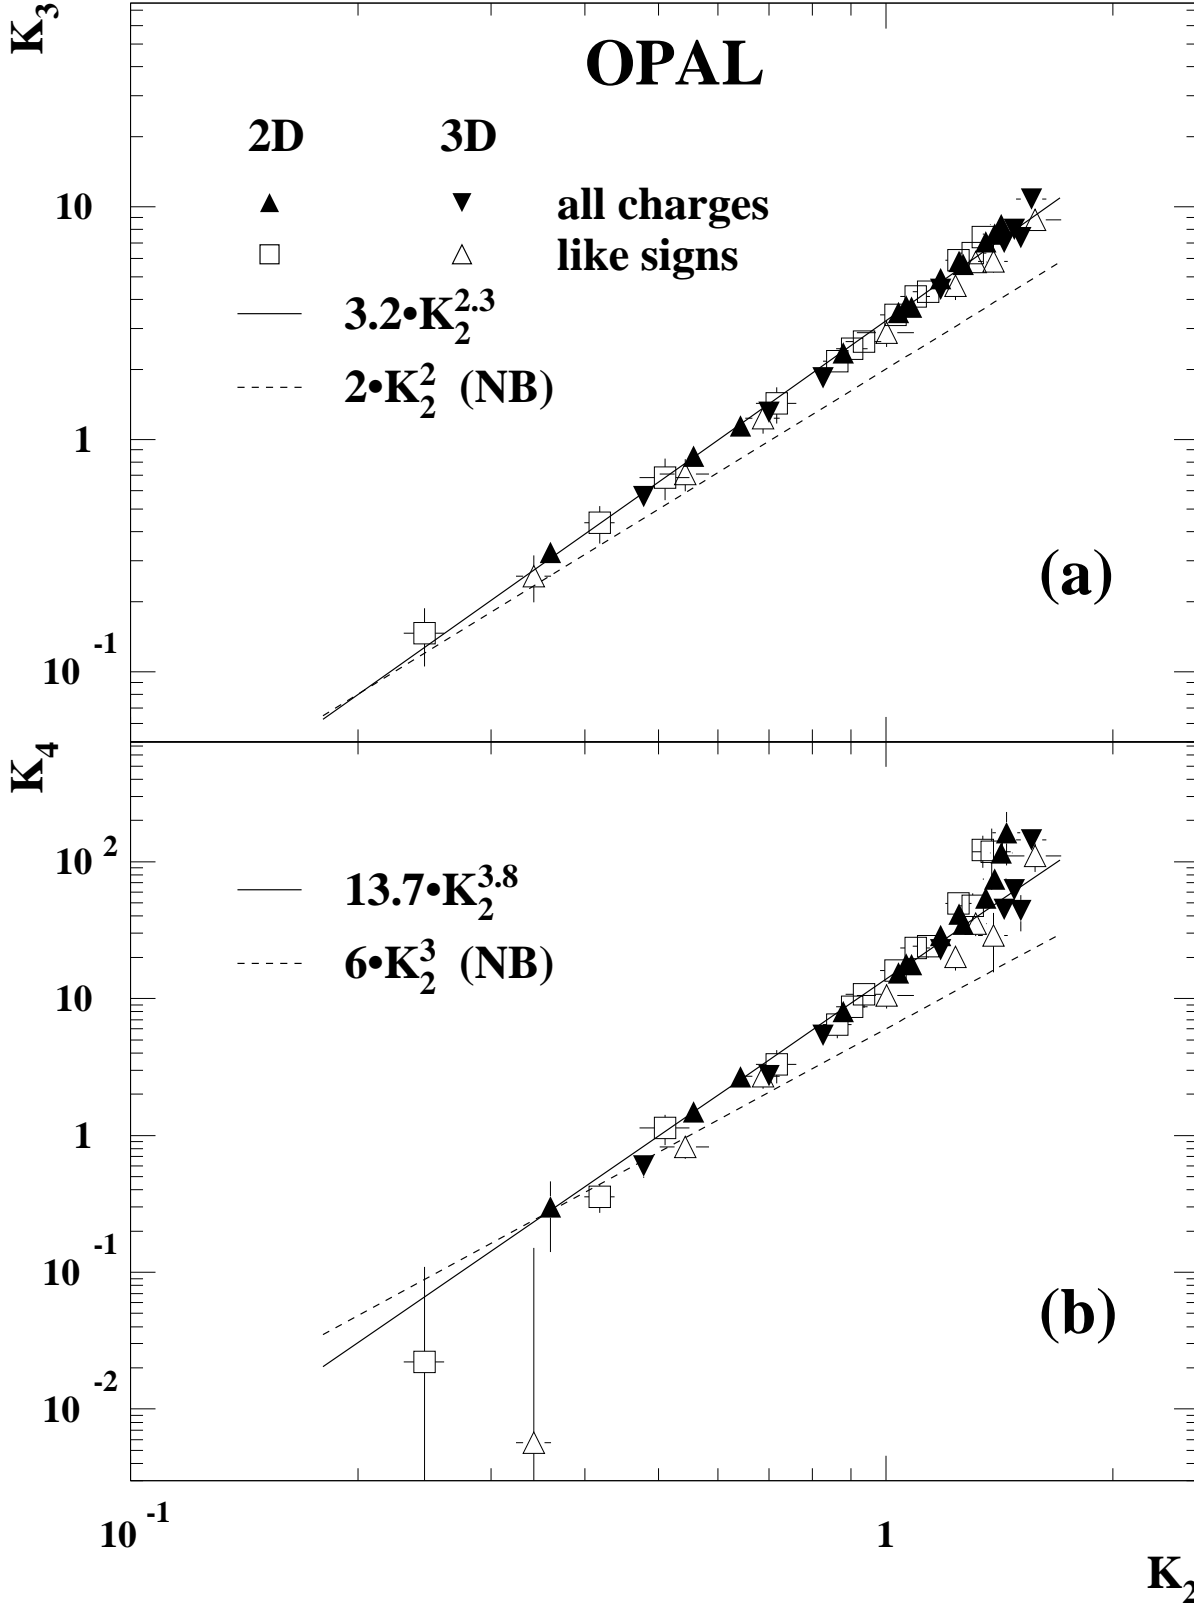 K₃
OPAL
2D 3D
10
all charges
like signs
3.2•K₂^2.3
2•K₂^2 (NB)
1
(a)
10^-1
K₄
10^2
13.7•K₂^3.8
6•K₂^3 (NB)
10
1
10^-1
(b)
10^-2
10^-1 1
K₂